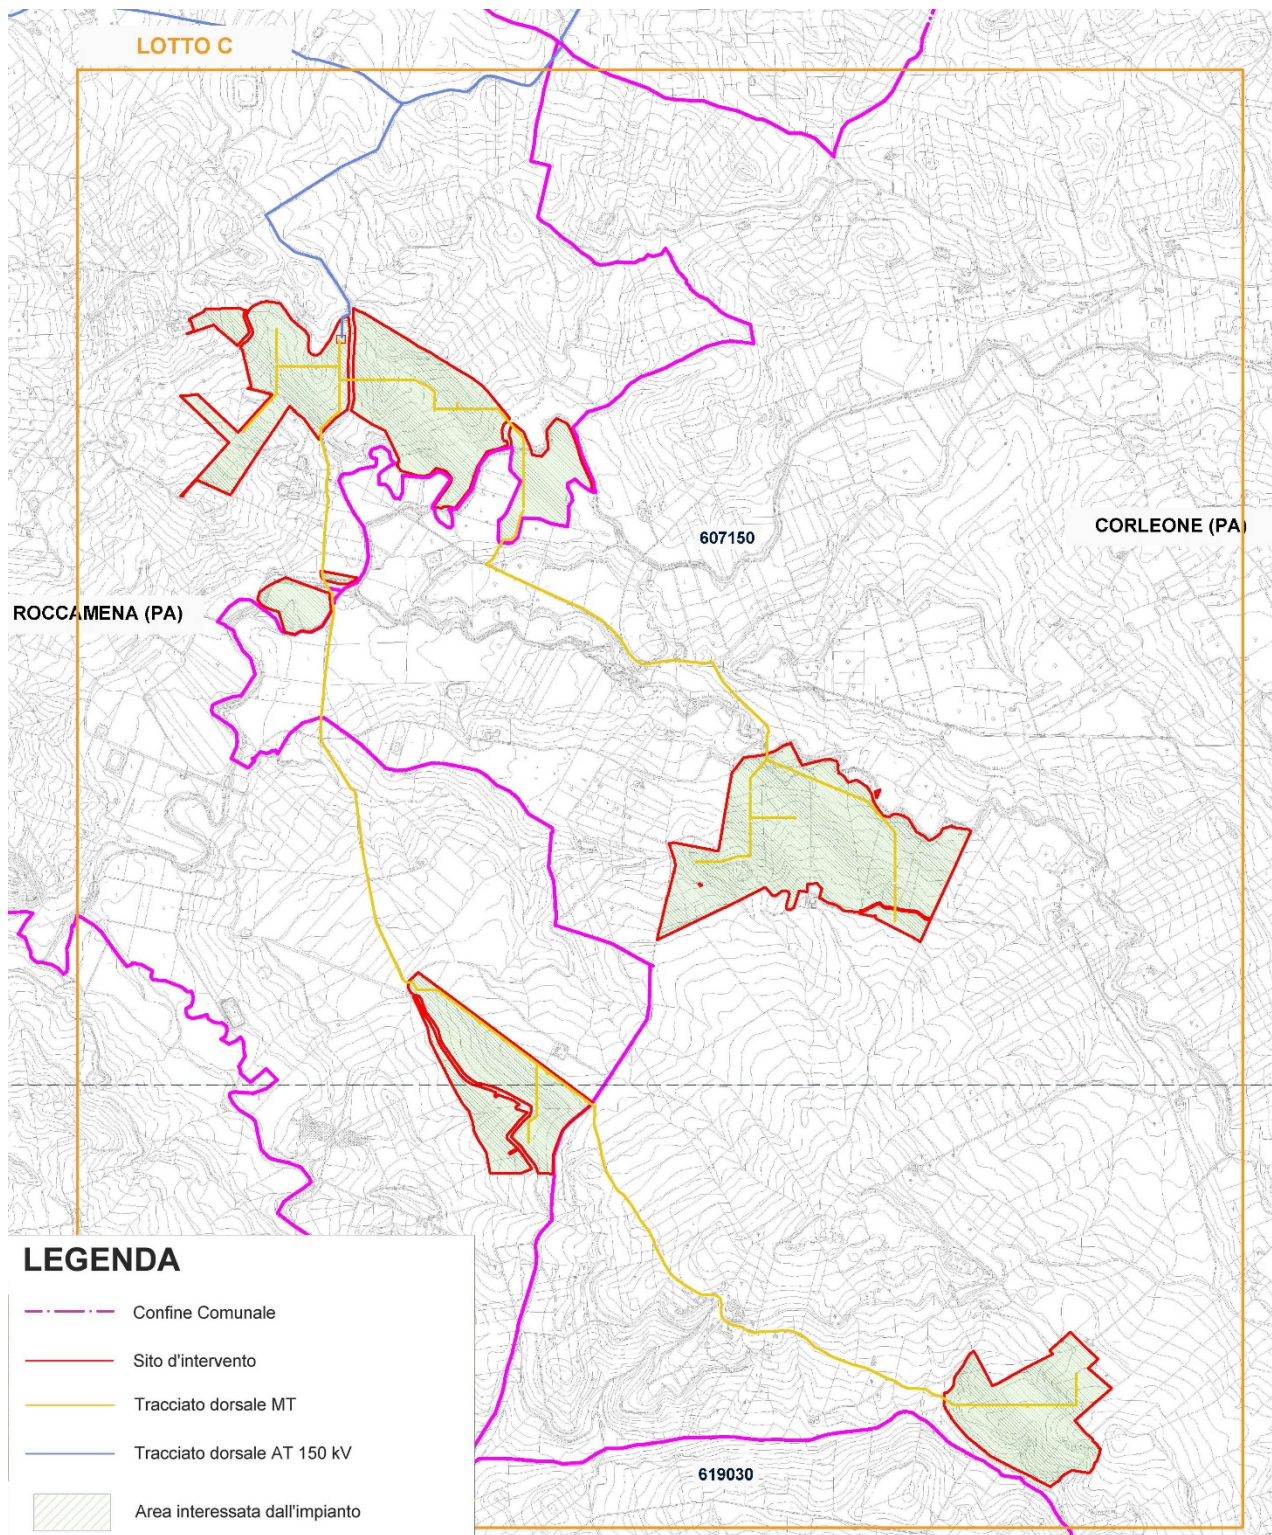 LOTTO C
607150
CORLEONE (PA)
ROCCAMENA (PA)
LEGENDA
Confine Comunale
Sito d'intervento
Tracciato dorsale MT
Tracciato dorsale AT 150 kV
619030
Area interessata dall'impianto